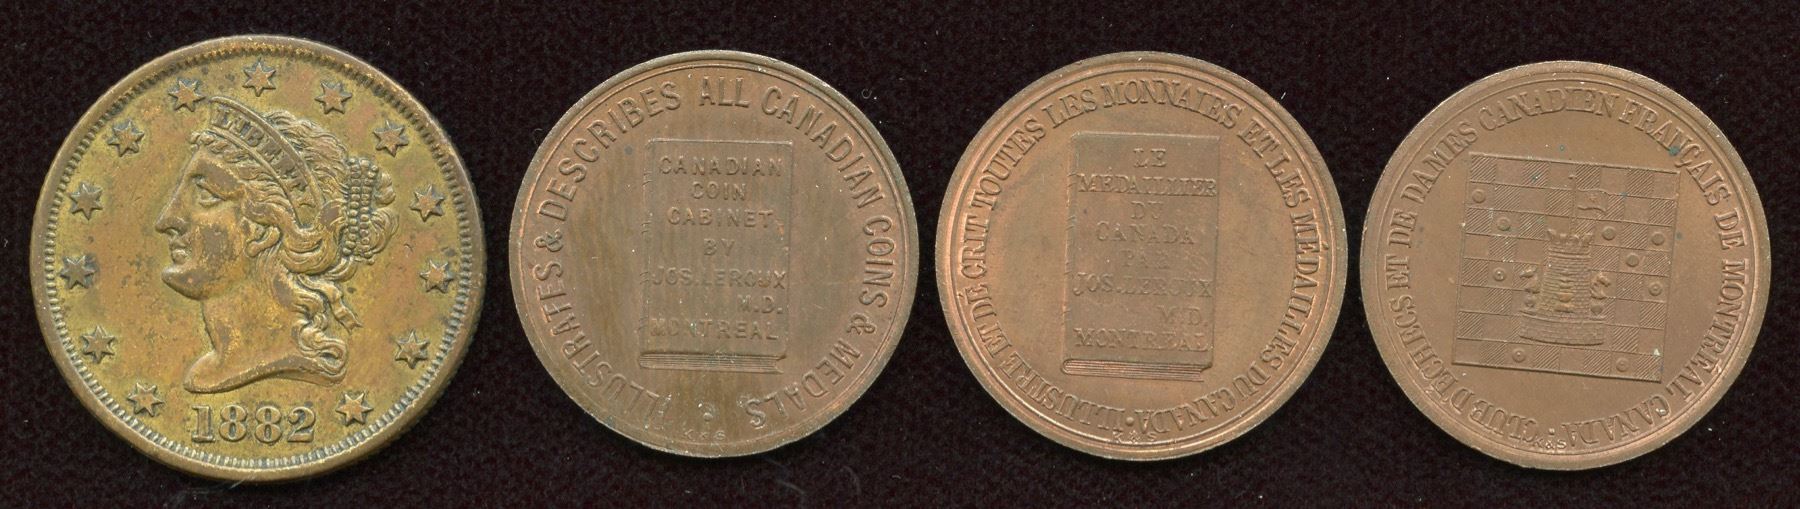 LIBERTY
1882
ILLUSTRATES & DESCRIBES ALL CANADIAN COINS & MEDALS
CANADIAN
COIN
CABINET
BY
JOS. LEROUX
M.D.
MONTREAL
K & S
ILLUSTRE ET DECRIT TOUTES LES MONNAIES ET LES MÉDAILLES DU CANADA
LE
MÉDAILLIER
DU
CANADA
PAR
JOS. LEROUX
M.D.
MONTREAL
K & S
CLUB D'ECHECS ET DE DAMES CANADIEN FRANÇAIS DE MONTRÉAL CANADA
K & S